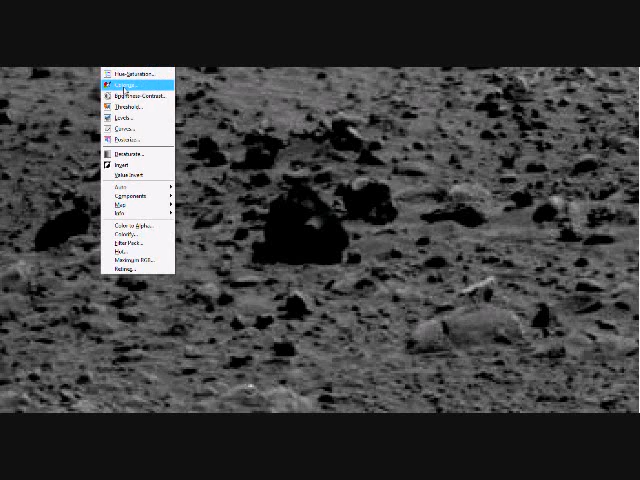 Hue-Saturation...
Colorize...
Brightness-Contrast...
Threshold...
Levels...
Curves...
Posterize...
Desaturate...
Invert
Value Invert
Auto
Components
Map
Info
Color to Alpha...
Colorify...
Filter Pack...
Hot...
Maximum RGB...
Retinex...